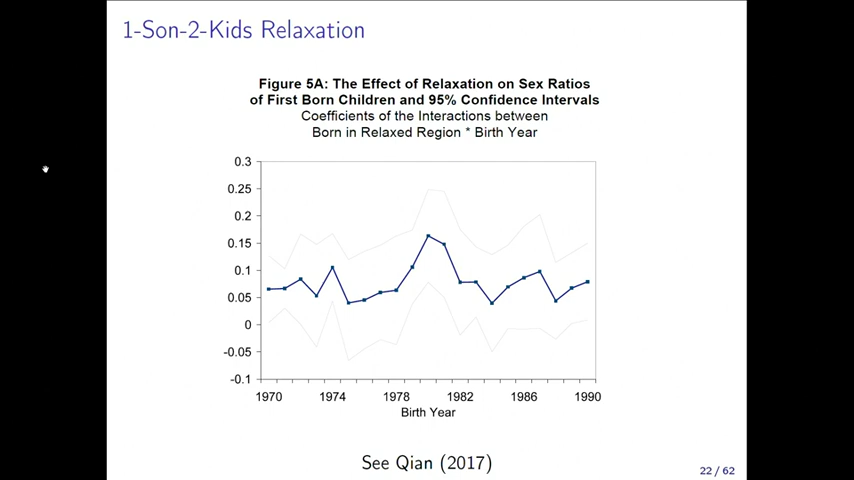 1-Son-2-Kids Relaxation
Figure 5A: The Effect of Relaxation on Sex Ratios
of First Born Children and 95% Confidence Intervals
Coefficients of the Interactions between
Born in Relaxed Region * Birth Year
0.3
0.25
0.2
0.15
0.1
0.05
0
-0.05
-0.1
1970 1974 1978 1982 1986 1990
Birth Year
See Qian (2017)
22 / 62